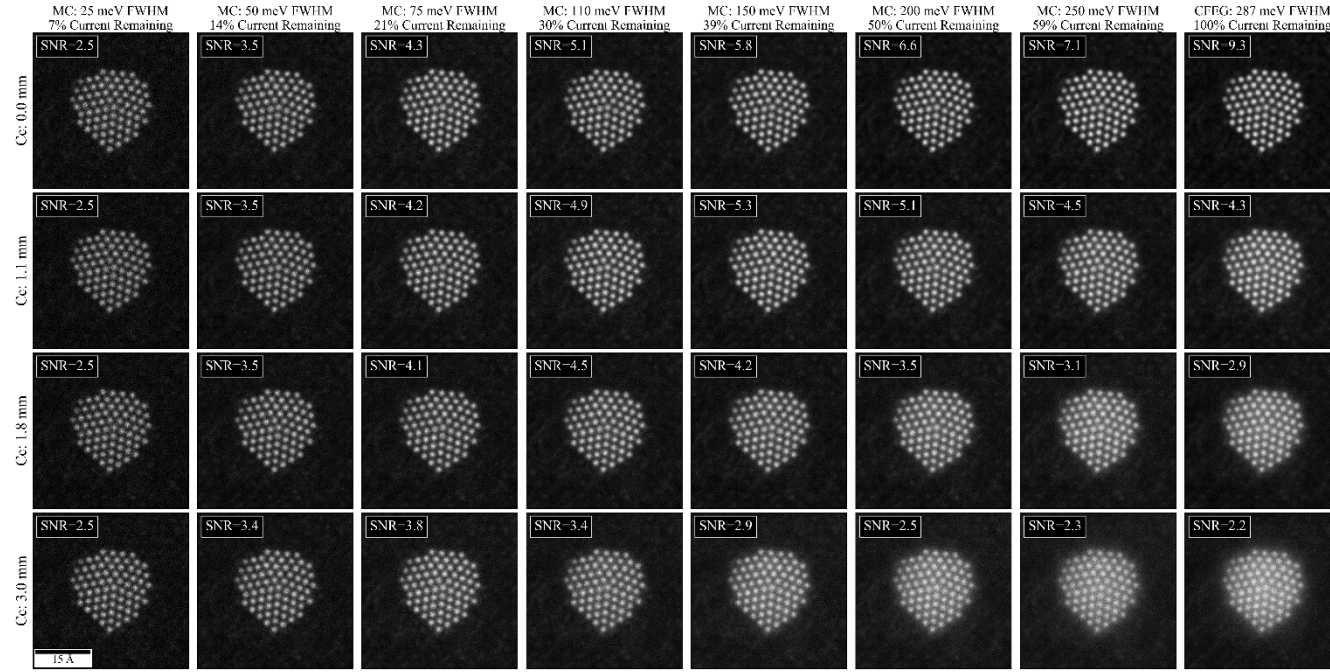 MC: 25 meV FWHM
7% Current Remaining
MC: 50 meV FWHM
14% Current Remaining
MC: 75 meV FWHM
21% Current Remaining
MC: 110 meV FWHM
30% Current Remaining
MC: 150 meV FWHM
39% Current Remaining
MC: 200 meV FWHM
50% Current Remaining
MC: 250 meV FWHM
59% Current Remaining
CFEG: 287 meV FWHM
100% Current Remaining
Cc: 0.0 mm
SNR=2.5
SNR=3.5
SNR=4.3
SNR=5.1
SNR=5.8
SNR=6.6
SNR=7.1
SNR=9.3
Cc: 1.1 mm
SNR=2.5
SNR=3.5
SNR=4.2
SNR=4.9
SNR=5.3
SNR=5.1
SNR=4.5
SNR=4.3
Cc: 1.8 mm
SNR=2.5
SNR=3.5
SNR=4.1
SNR=4.5
SNR=4.2
SNR=3.5
SNR=3.1
SNR=2.9
Cc: 3.0 mm
SNR=2.5
SNR=3.4
SNR=3.8
SNR=3.4
SNR=2.9
SNR=2.5
SNR=2.3
SNR=2.2
15 Å